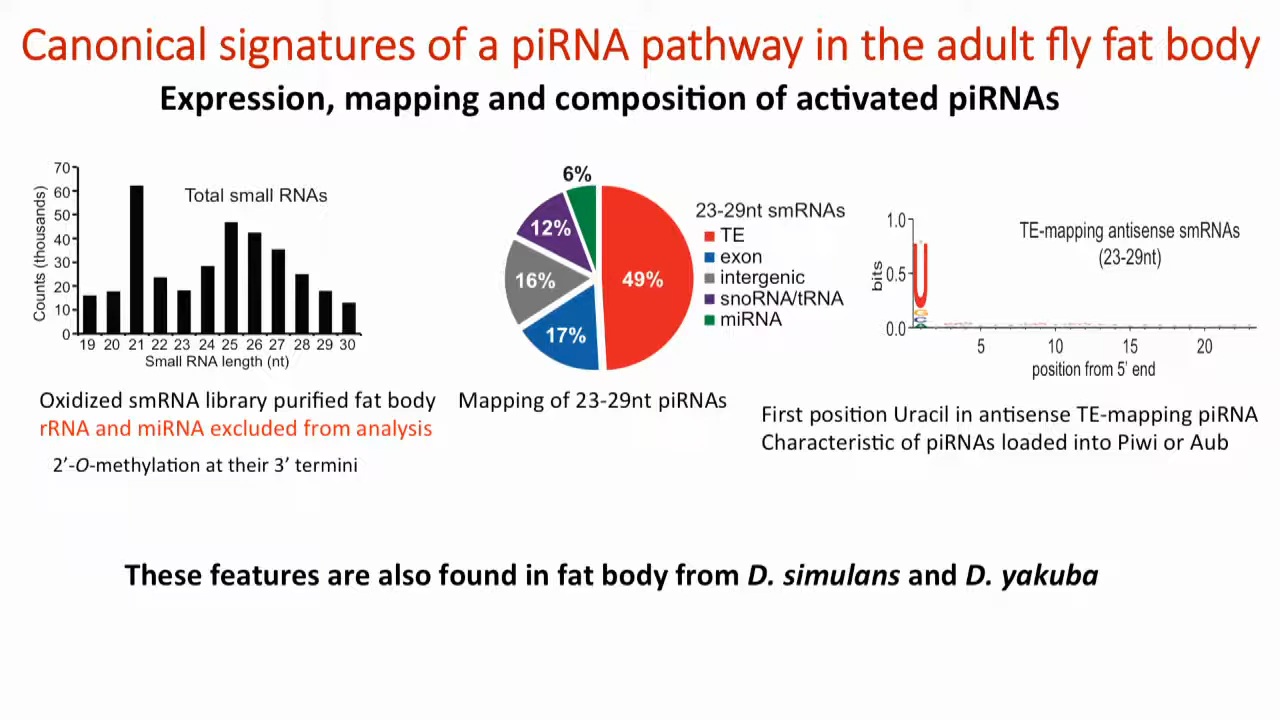 Canonical signatures of a piRNA pathway in the adult fly fat body
Expression, mapping and composition of activated piRNAs
70
60
50
40
30
20
10
0
Counts (thousands)
Total small RNAs
19 20 21 22 23 24 25 26 27 28 29 30
Small RNA length (nt)
Oxidized smRNA library purified fat body
rRNA and miRNA excluded from analysis
2’-O-methylation at their 3’ termini
6%
12%
16%
17%
49%
23-29nt smRNAs
TE
exon
intergenic
snoRNA/tRNA
miRNA
Mapping of 23-29nt piRNAs
1.0
0.5
0.0
bits
U
G
C
A
TE-mapping antisense smRNAs
(23-29nt)
5 10 15 20
position from 5' end
First position Uracil in antisense TE-mapping piRNA
Characteristic of piRNAs loaded into Piwi or Aub
These features are also found in fat body from D. simulans and D. yakuba